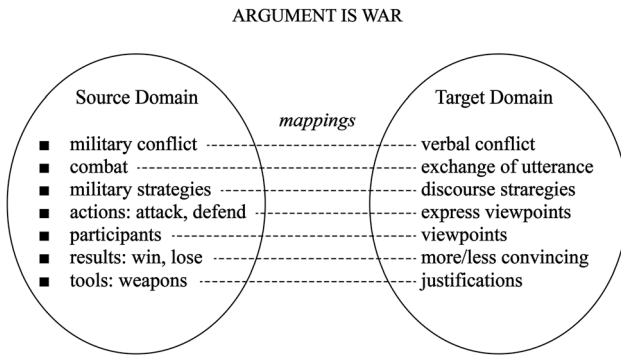 ARGUMENT IS WAR
Source Domain
Target Domain
mappings
military conflict verbal conflict
combat exchange of utterance
military strategies discourse straregies
actions: attack, defend express viewpoints
participants viewpoints
results: win, lose more/less convincing
tools: weapons justifications